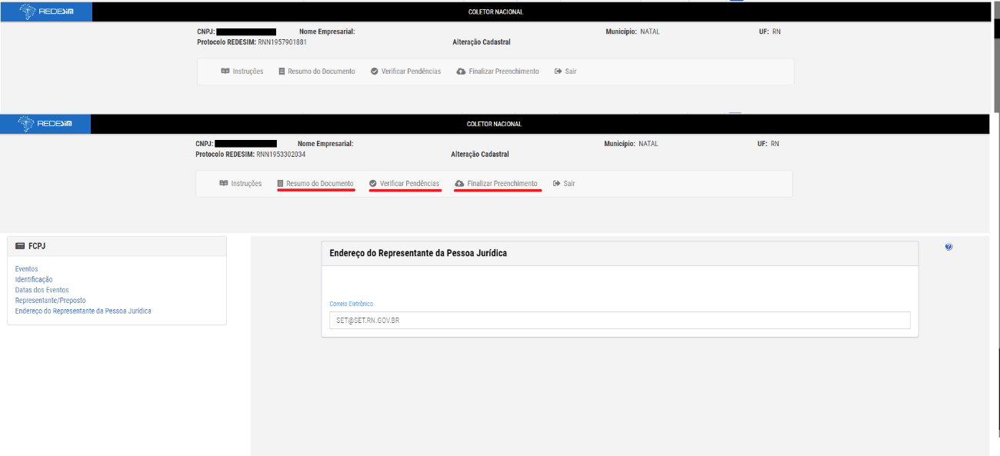 REDESIM COLETOR NACIONAL
CNPJ: Nome Empresarial: Município: NATAL UF: RN
Protocolo REDESIM: RNN1957901881 Alteração Cadastral
Instruções Resumo do Documento Verificar Pendências Finalizar Preenchimento Sair
REDESIM COLETOR NACIONAL
CNPJ: Nome Empresarial: Município: NATAL UF: RN
Protocolo REDESIM: RNN1953302034 Alteração Cadastral
Instruções Resumo do Documento Verificar Pendências Finalizar Preenchimento Sair
FCPJ
Eventos
Identificação
Datas dos Eventos
Representante/Preposto
Endereço do Representante da Pessoa Jurídica
Endereço do Representante da Pessoa Jurídica
?
Correio Eletrônico
SET@SET.RN.GOV.BR